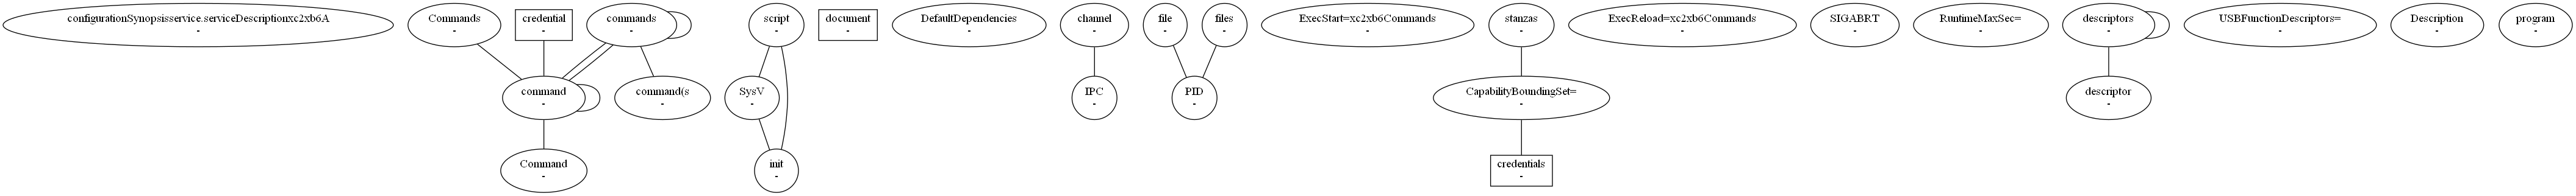 configurationSynopsisservice.serviceDescriptionxc2xb6A
-
Commands
-
credential
-
commands
-
script
-
document
-
DefaultDependencies
-
channel
-
file
-
files
-
ExecStart=xc2xb6Commands
-
stanzas
-
ExecReload=xc2xb6Commands
-
SIGABRT
-
RuntimeMaxSec=
-
descriptors
-
USBFunctionDescriptors=
-
Description
-
program
-
command
-
command(s
-
SysV
-
IPC
-
PID
-
CapabilityBoundingSet=
-
descriptor
-
Command
-
init
-
credentials
-